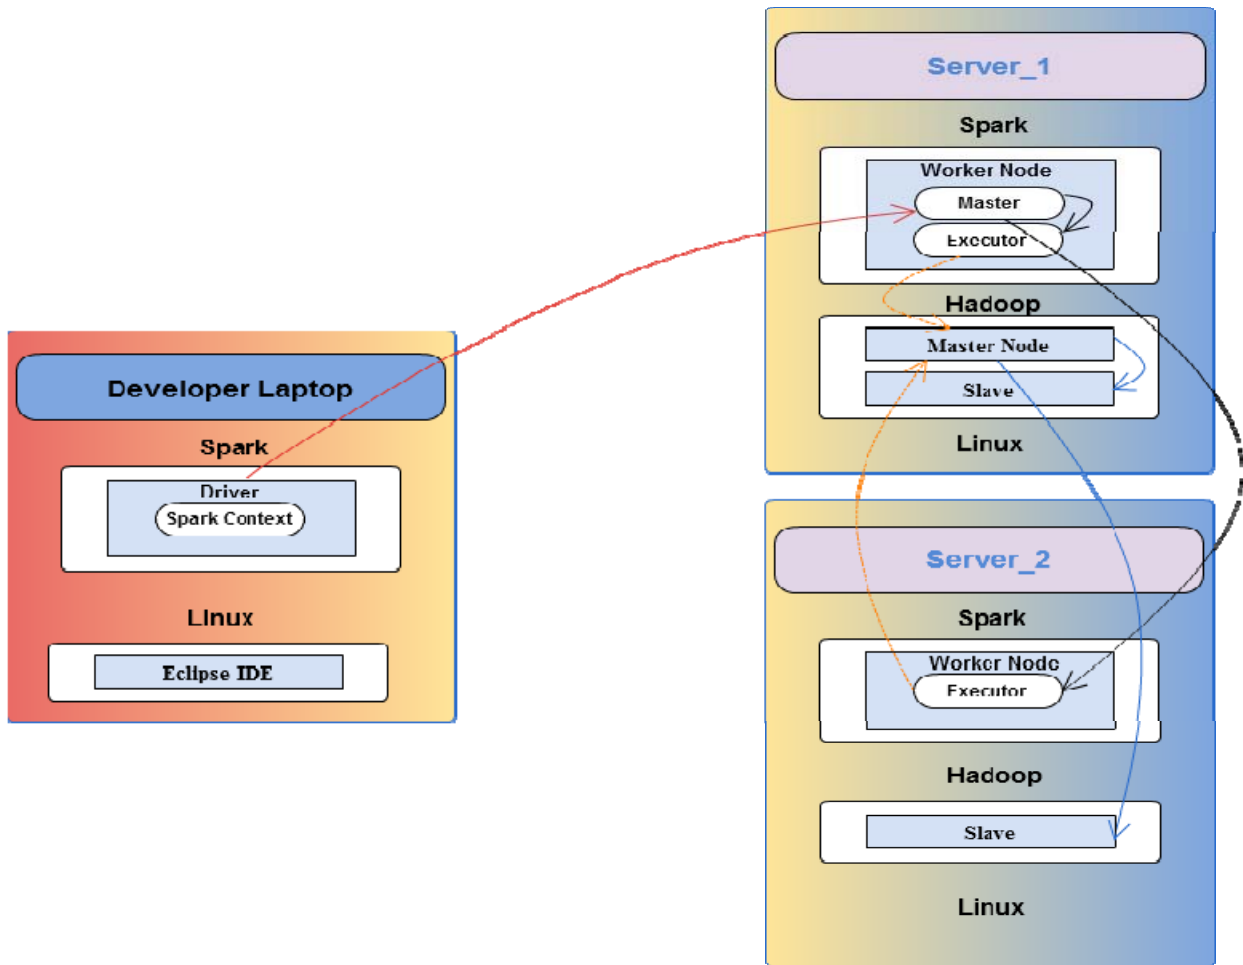 Developer Laptop
Spark
Driver
Spark Context
Linux
Eclipse IDE
Server_1
Spark
Worker Node
Master
Executor
Hadoop
Master Node
Slave
Linux
Server_2
Spark
Worker Node
Executor
Hadoop
Slave
Linux